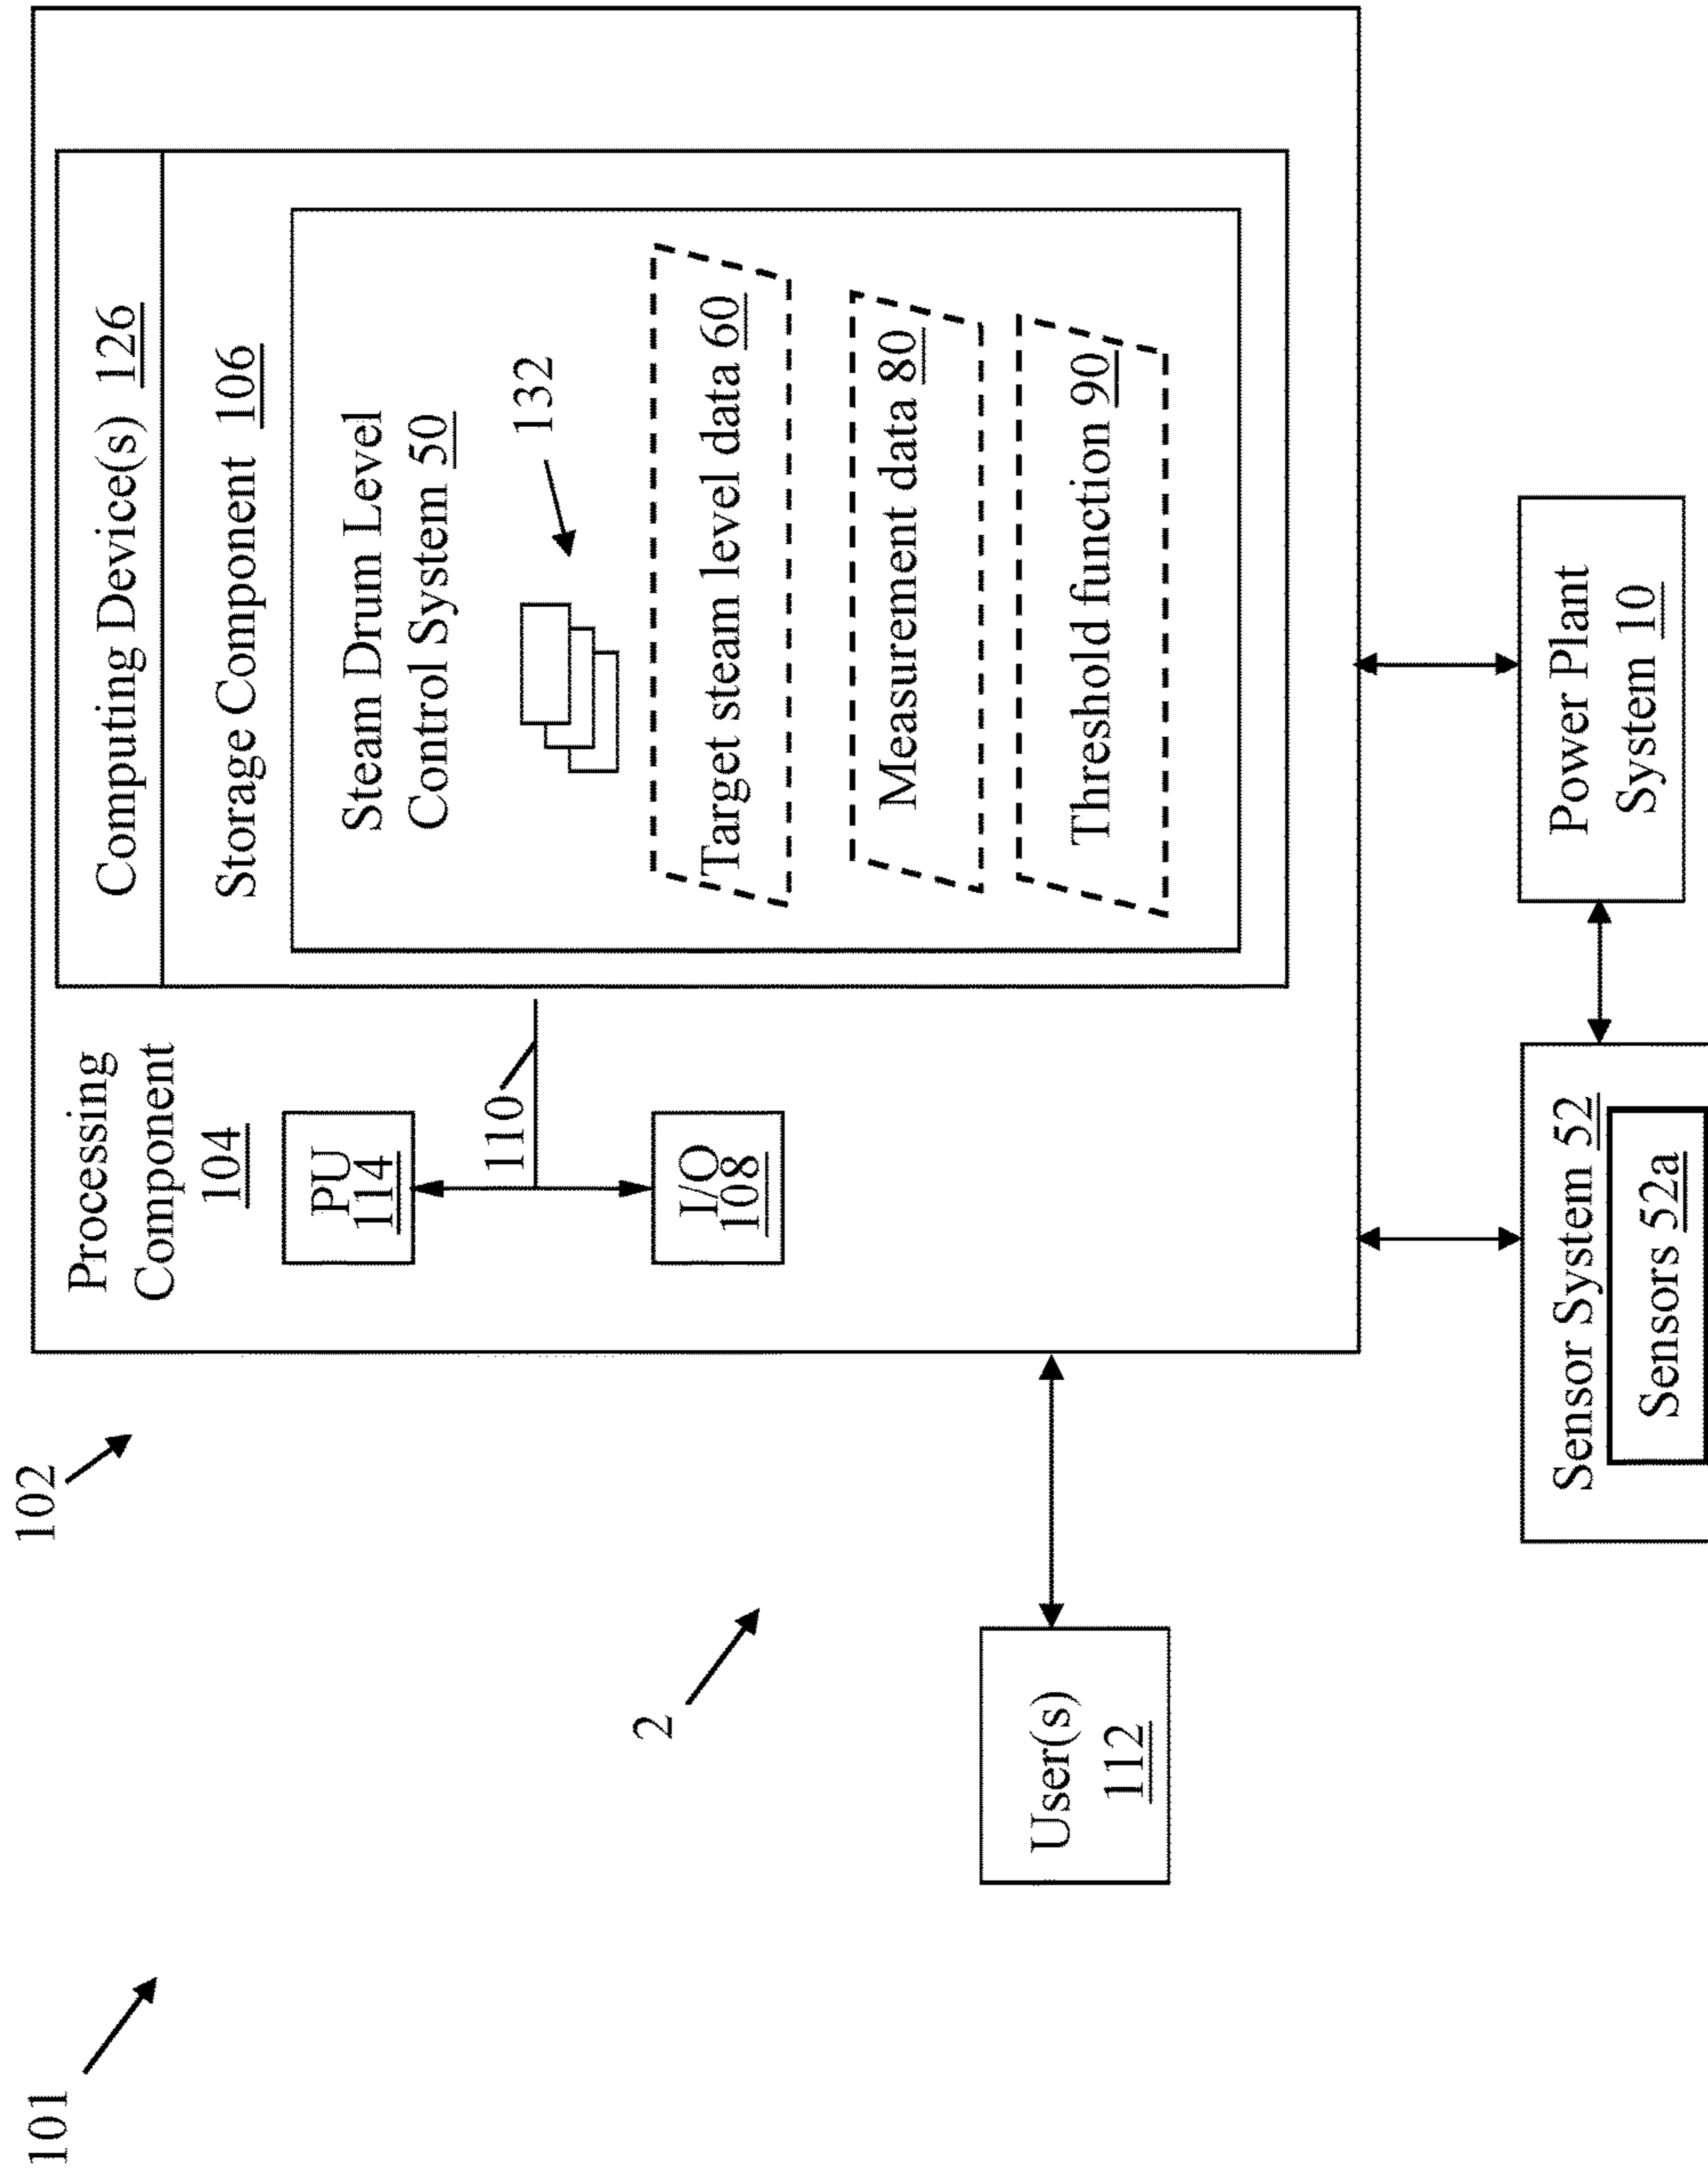 101
102
2
Processing
Component
104
PU
114
110
I/O
108
Computing Device(s) 126
Storage Component 106
Steam Drum Level
Control System 50
132
Target steam level data 60
Measurement data 80
Threshold function 90
User(s)
112
Sensor System 52
Sensors 52a
Power Plant
System 10